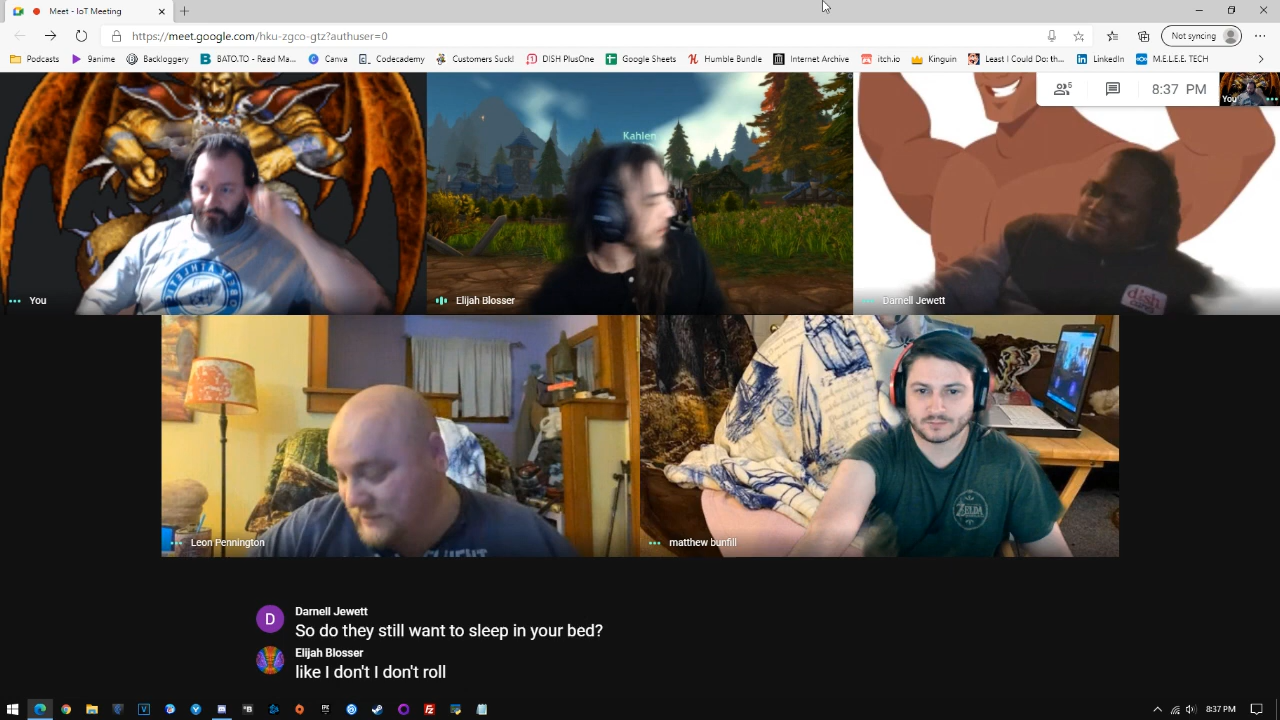 Meet - IoT Meeting
https://meet.google.com/hku-zgco-gtz?authuser=0
Not syncing
Podcasts 9anime Backloggery BATO.TO - Read Ma... Canva Codecademy Customers Suck! DISH PlusOne Google Sheets Humble Bundle Internet Archive itch.io Kinguin Least I Could Do: th... LinkedIn M.E.L.E.E. TECH
6
8:37 PM
You
Kahlen
You
Elijah Blosser
dish
Darnell Jewett
ZELDA
Leon Pennington
matthew bunfill
D
Darnell Jewett
So do they still want to sleep in your bed?
Elijah Blosser
like I don't I don't roll
8:37 PM